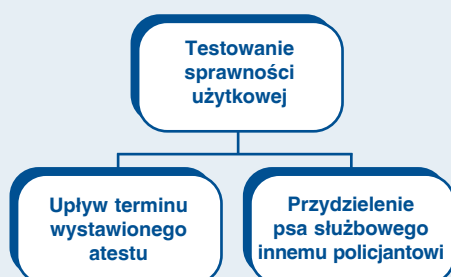 Testowanie
sprawności
użytkowej
Upływ terminu
wystawionego
atestu
Przydzielenie
psa służbowego
innemu policjantowi